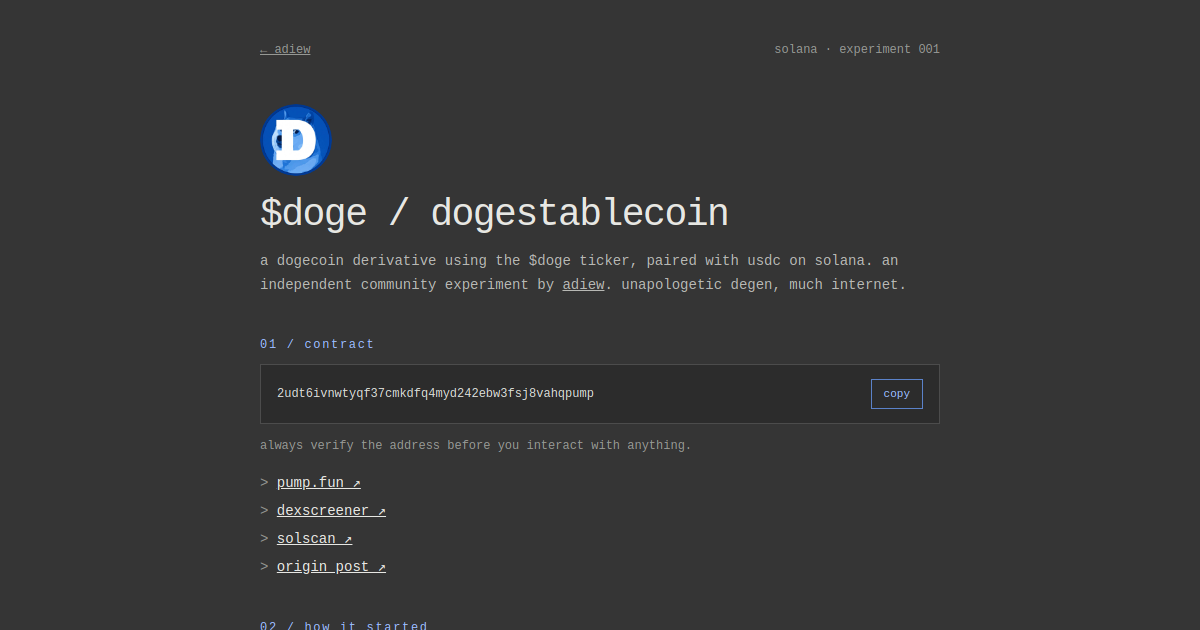 ← adiew
solana · experiment 001
D
$doge / dogestablecoin
a dogecoin derivative using the $doge ticker, paired with usdc on solana. an
independent community experiment by adiew. unapologetic degen, much internet.
01 / contract
2udt6ivnwtyqf37cmkdfq4myd242ebw3fsj8vahqpump
copy
always verify the address before you interact with anything.
> pump.fun ↗
> dexscreener ↗
> solscan ↗
> origin post ↗
02 / how it started